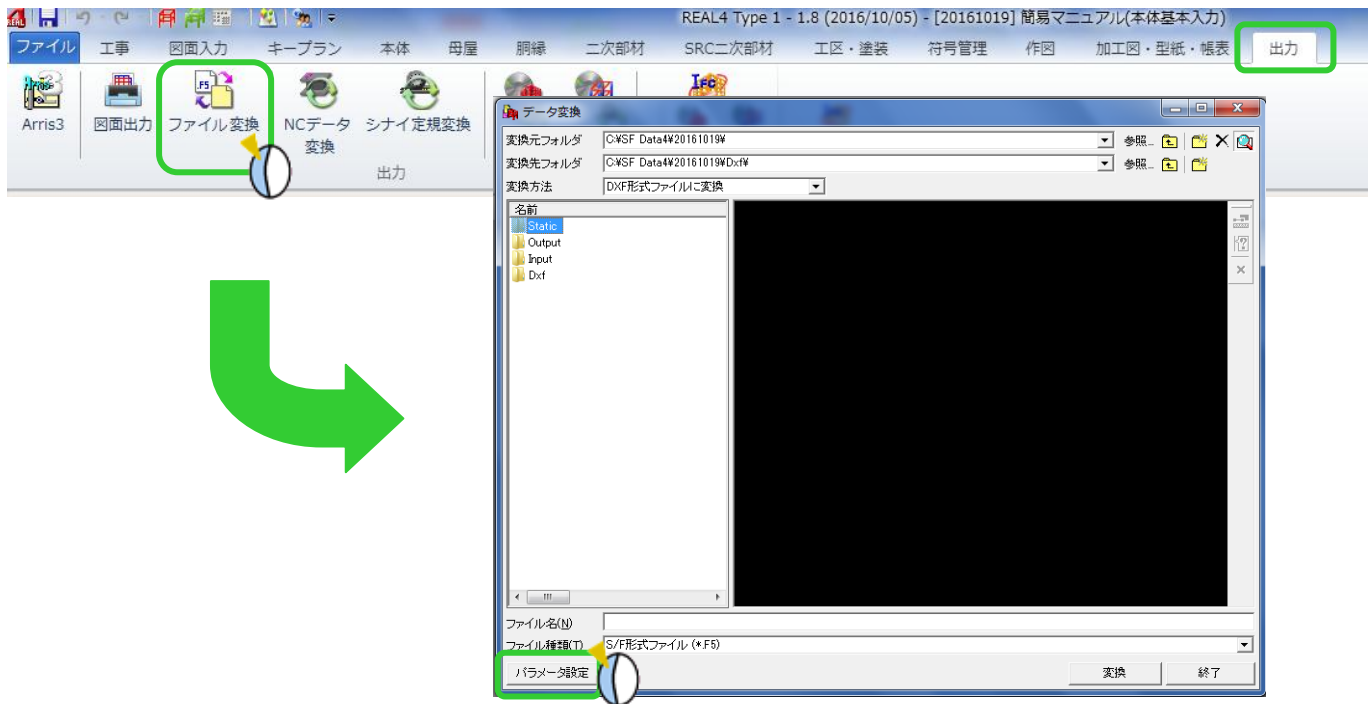 REAL4 Type 1 - 1.8 (2016/10/05) - [20161019] 簡易マニュアル(本体基本入力)
ファイル 工事 図面入力 キープラン 本体 母屋 胴縁 二次部材 SRC二次部材 工区・塗装 符号管理 作図 加工図・型紙・帳表 出力
F5
IFC
Arris3 図面出力 ファイル変換 NCデータ変換 シナイ定規変換
出力
データ変換
変換元フォルダ C:¥SF Data4¥20161019¥ 参照...
変換先フォルダ C:¥SF Data4¥20161019¥Dxf¥ 参照...
変換方法 DXF形式ファイルに変換
名前
Static
Output
Input
Dxf
ファイル名(N)
ファイル種類(T) S/F形式ファイル (*.F5)
パラメータ設定 変換 終了